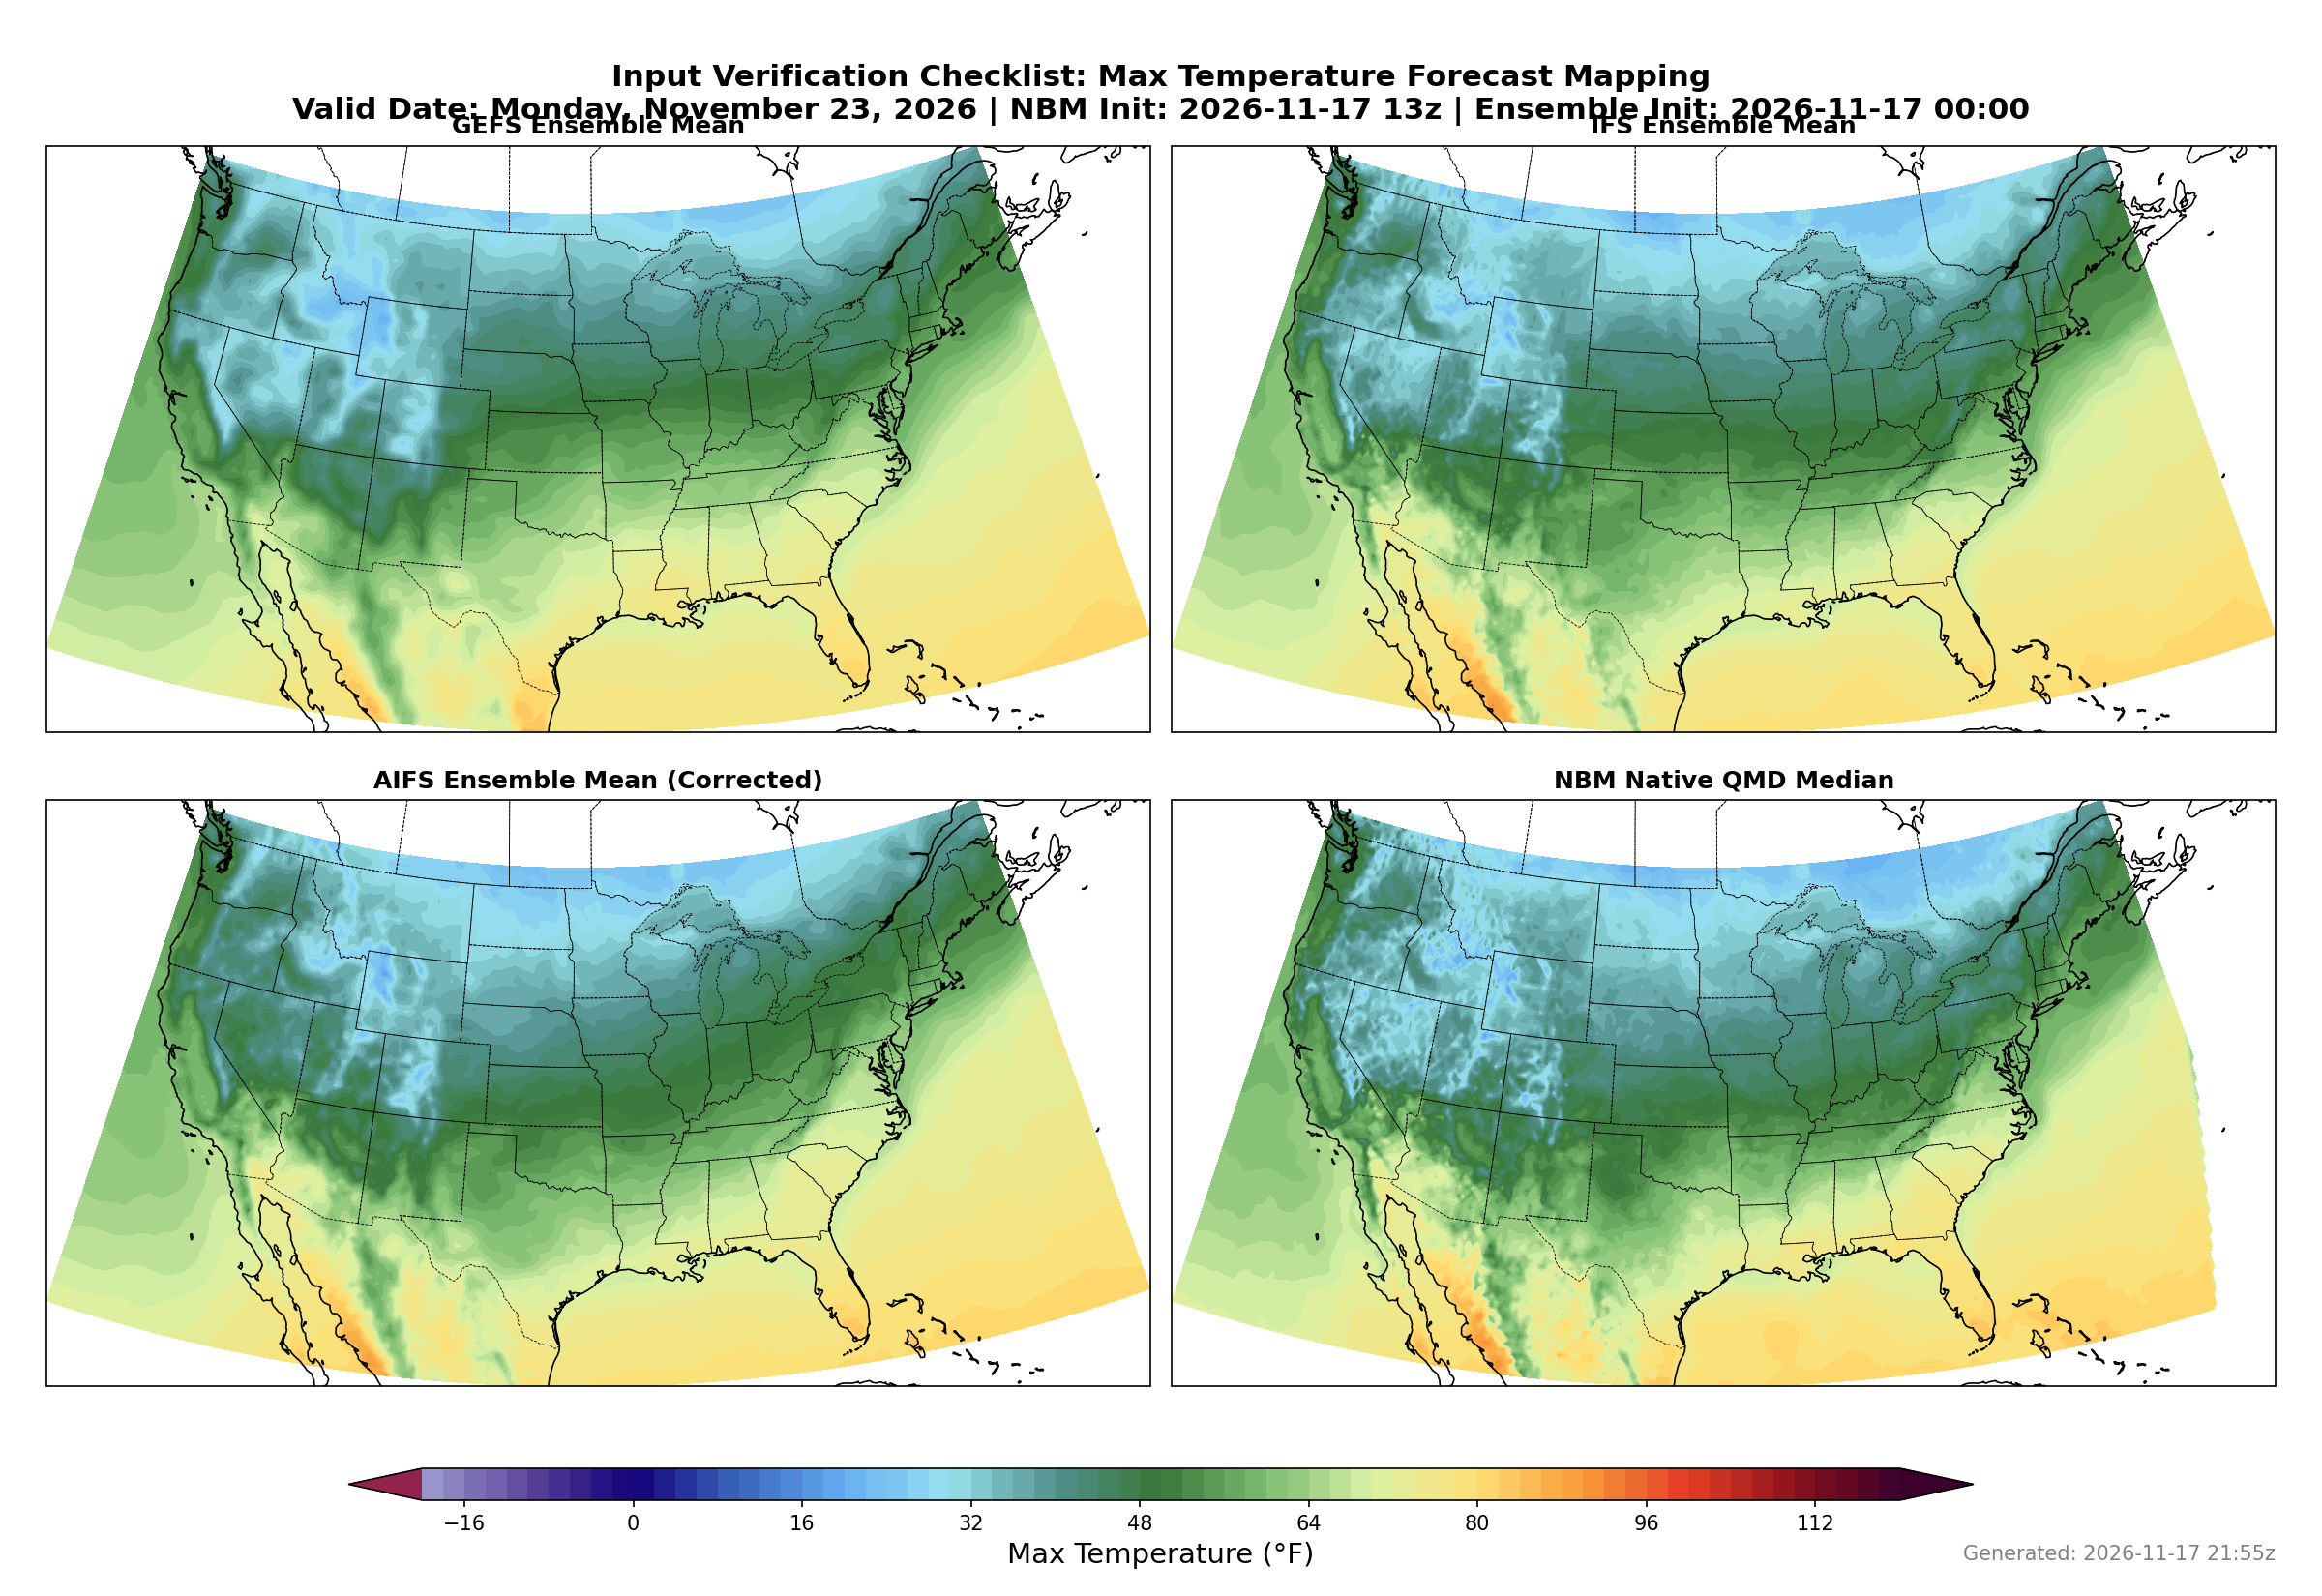 Input Verification Checklist: Max Temperature Forecast Mapping
Valid Date: Monday, November 23, 2026 | NBM Init: 2026-11-17 13z | Ensemble Init: 2026-11-17 00:00
GEFS Ensemble Mean
IFS Ensemble Mean
AIFS Ensemble Mean (Corrected)
NBM Native QMD Median
−16 0 16 32 48 64 80 96 112
Max Temperature (°F)
Generated: 2026-11-17 21:55z